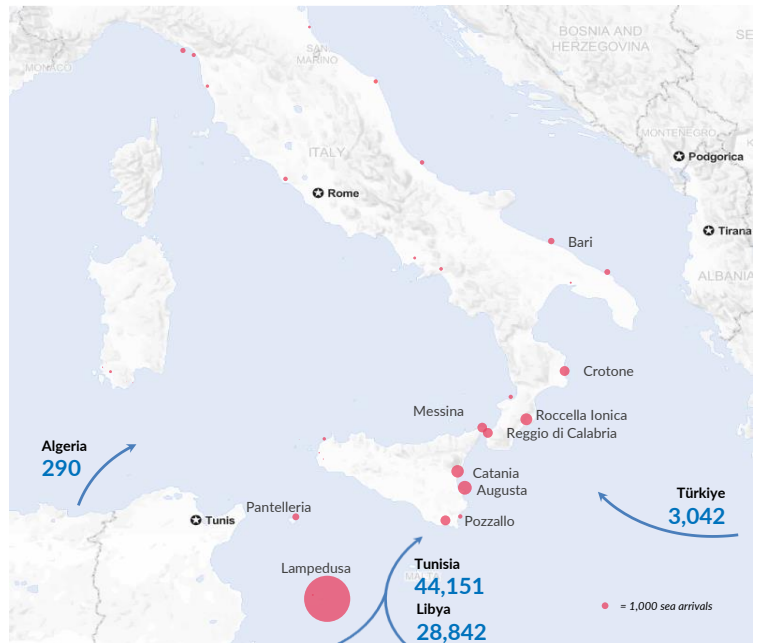 BOSNIA AND
HERZEGOVINA
SE
SAN
MARINO
MONACO
MONTENEGRO
Podgorica
ITALY
Rome
Tirana
Bari
ALBANIA
Crotone
Messina
Roccella Ionica
Reggio di Calabria
Algeria
290
Catania
Augusta
Türkiye
3,042
Pantelleria
Tunis
Pozzallo
Lampedusa
Tunisia
44,151
MALTA
Libya
28,842
= 1,000 sea arrivals